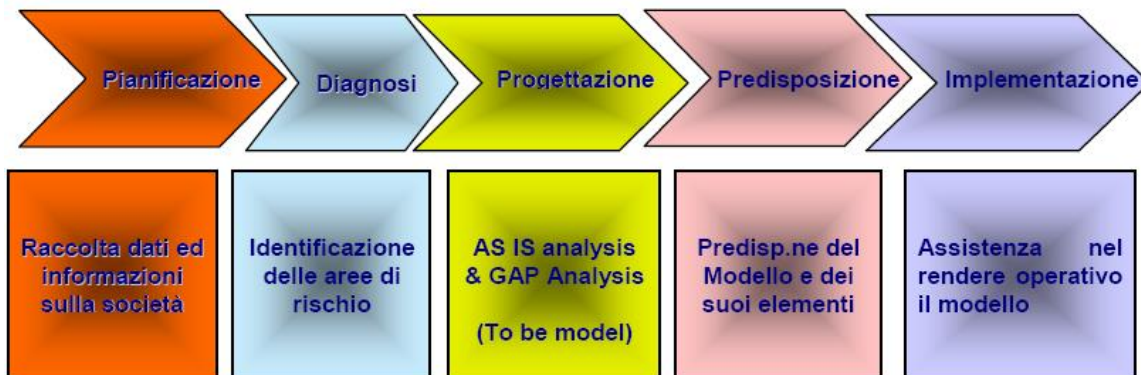 Pianificazione
Diagnosi
Progettazione
Predisposizione
Implementazione
Raccolta dati ed
informazioni
sulla società
Identificazione
delle aree di
rischio
AS IS analysis
& GAP Analysis
(To be model)
Predisp.ne del
Modello e dei
suoi elementi
Assistenza nel
rendere operativo
il modello